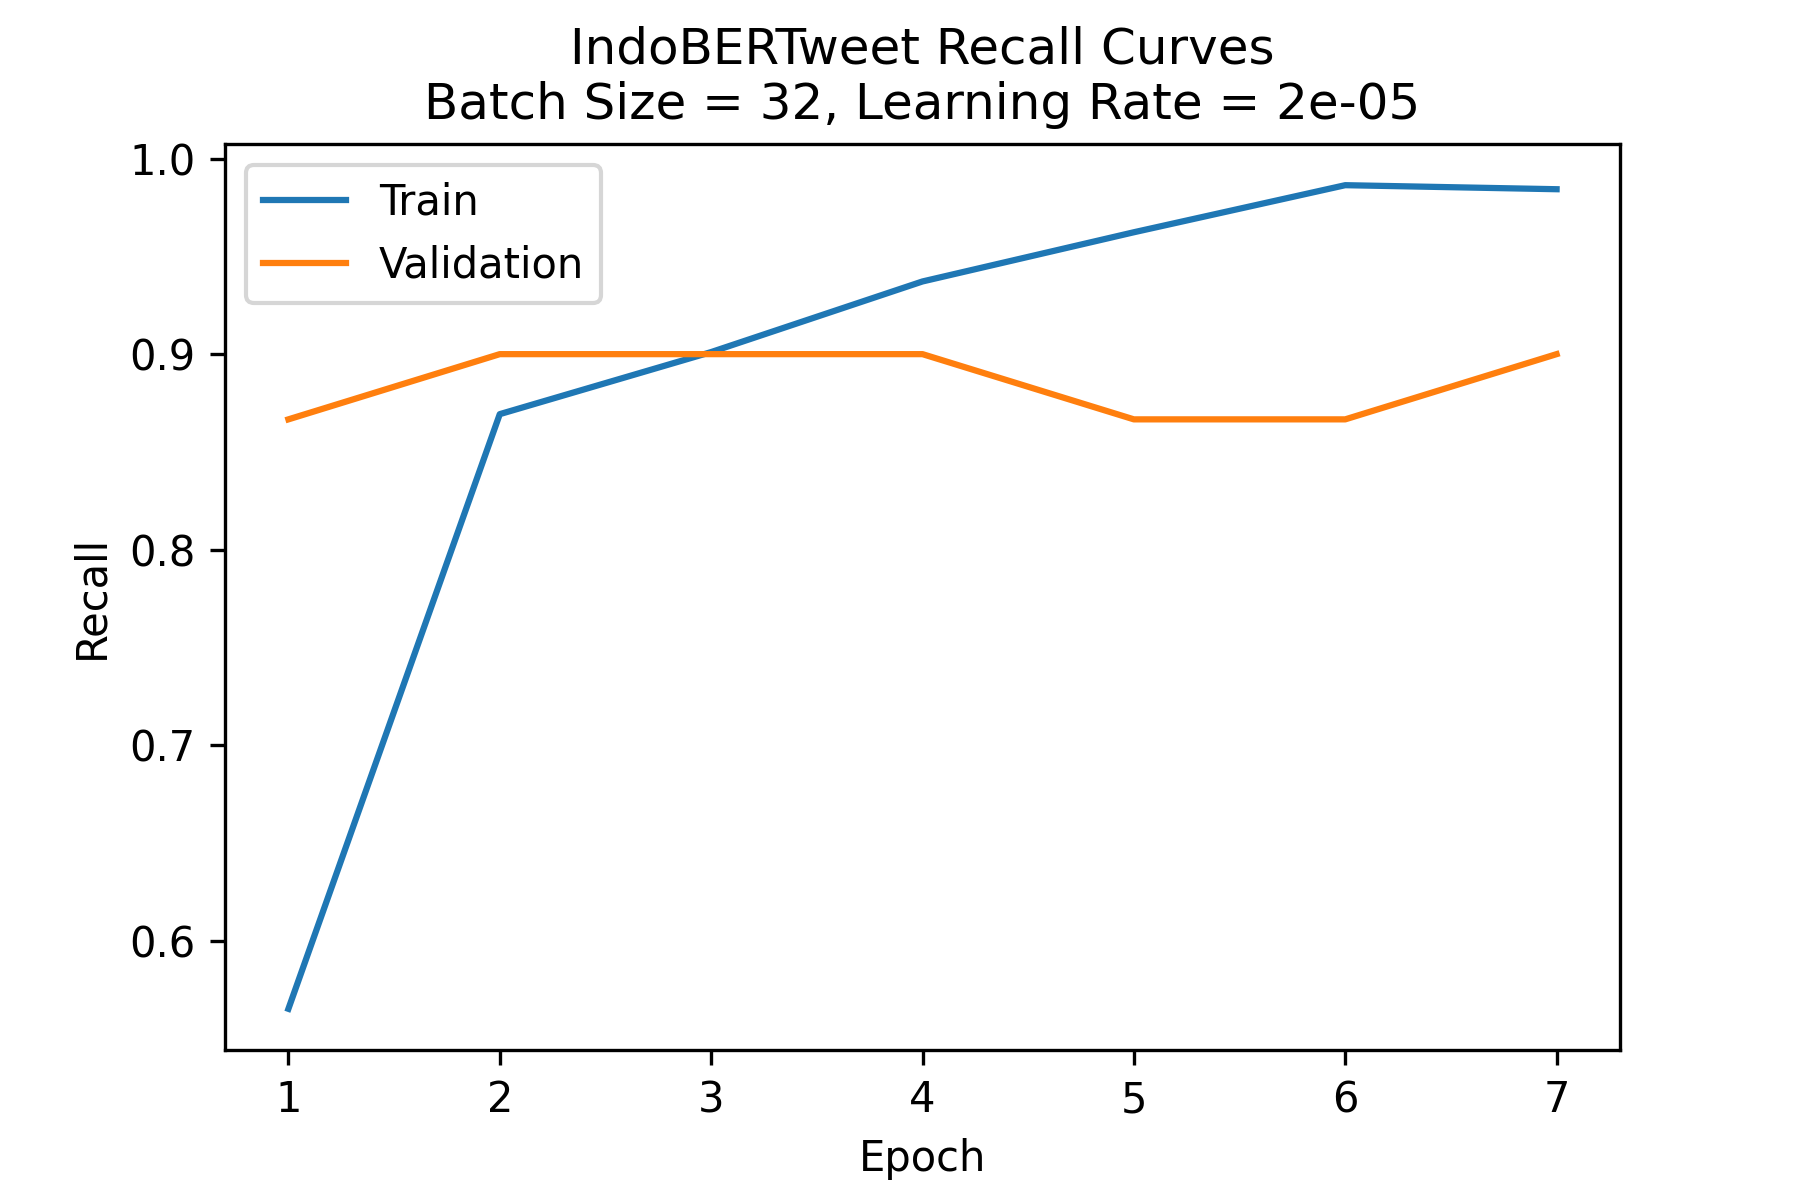 IndoBERTweet Recall Curves
Batch Size = 32, Learning Rate = 2e-05
1.0
0.9
0.8
0.7
0.6
Recall
Train
Validation
1 2 3 4 5 6 7
Epoch